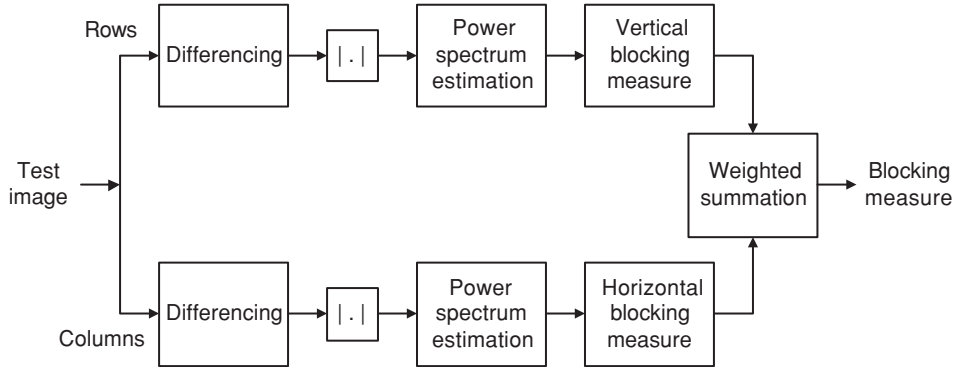 Rows
Differencing
| . |
Power
spectrum
estimation
Vertical
blocking
measure
Test
image
Weighted
summation
Blocking
measure
Columns
Differencing
| . |
Power
spectrum
estimation
Horizontal
blocking
measure